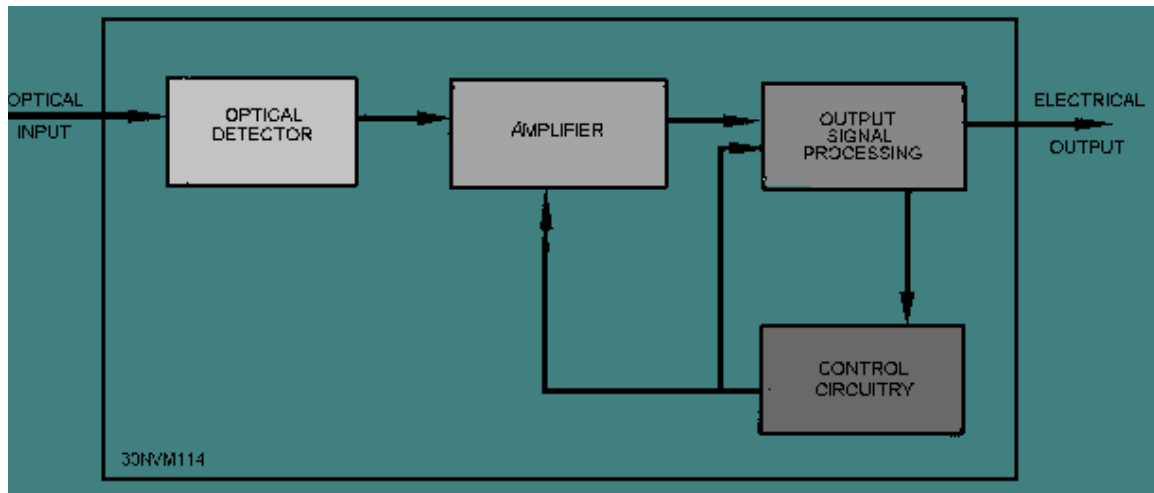 OPTICAL
INPUT
OPTICAL
DETECTOR
AMPLIFIER
OUTPUT
SIGNAL
PROCESSING
ELECTRICAL
OUTPUT
CONTROL
CIRCUITRY
30NVM114